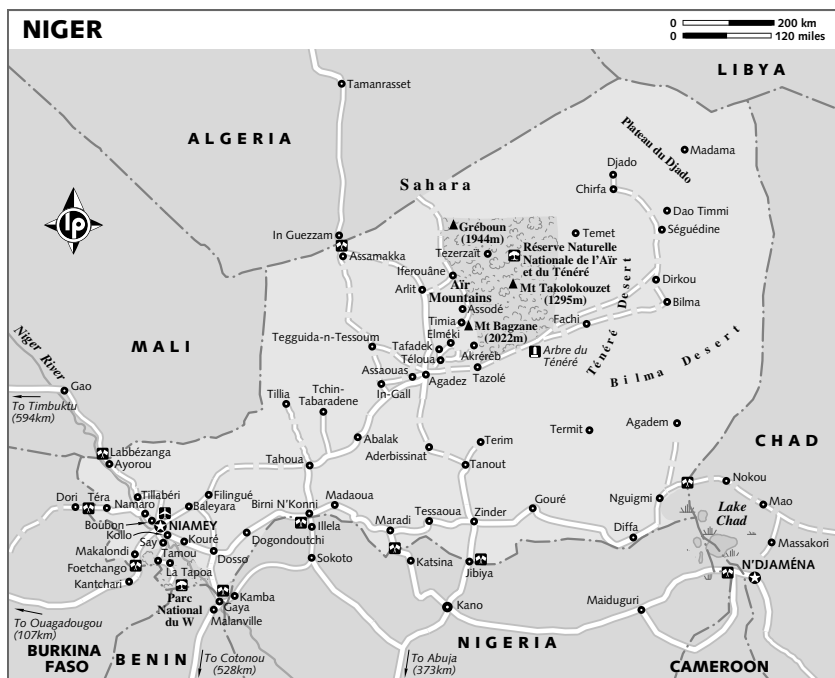 NIGER
0 200 km
0 120 miles
LIBYA
Tamanrasset
ALGERIA
Plateau du Djado
Madama
Djado
Sahara
Chirfa
lp
Gréboun
(1944m)
Dao Timmi
Temet
Séguédine
In Guezzam
Tezerzaït
Réserve Naturelle
Nationale de l'Aïr
et du Ténéré
Assamakka
Iferouâne
Aïr
Mountains
Arlit
Mt Takolokouzet
(1295m)
Dirkou
Assodé
Bilma
Ténéré Desert
Timia
Fachi
Elméki
Mt Bagzane
(2022m)
MALI
Niger River
Tegguida-n-Tessoum
Tafadek
Téloua
Akréréb
Arbre du
Ténéré
Bilma Desert
Assaouas
Agadez
Tazolé
In-Gall
Gao
To Timbuktu
(594km)
Tillia
Tchin-
Tabaradene
Agadem
Termit
CHAD
Abalak
Terim
Aderbissinat
Labbézanga
Ayorou
Tahoua
Tanout
Nokou
Filingué
Tillabéri
Baleyara
Dori
Téra
Namaro
Birni N'Konni
Madaoua
Gouré
Nguigmi
Lake
Chad
Mao
Boubon
NIAMEY
Illela
Tessaoua
Zinder
Maradi
Diffa
Kollo
Kouré
Say
Dogondoutchi
Massakori
Makalondi
Tamou
Dosso
Sokoto
Katsina
Jibiya
Foetchango
La Tapoa
N'DJAMÉNA
Kantchari
Kamba
Parc
National
du W
Gaya
Malanville
Kano
Maiduguri
To Ouagadougou
(107km)
BURKINA
FASO
BENIN
To Cotonou
(528km)
To Abuja
(373km)
NIGERIA
CAMEROON